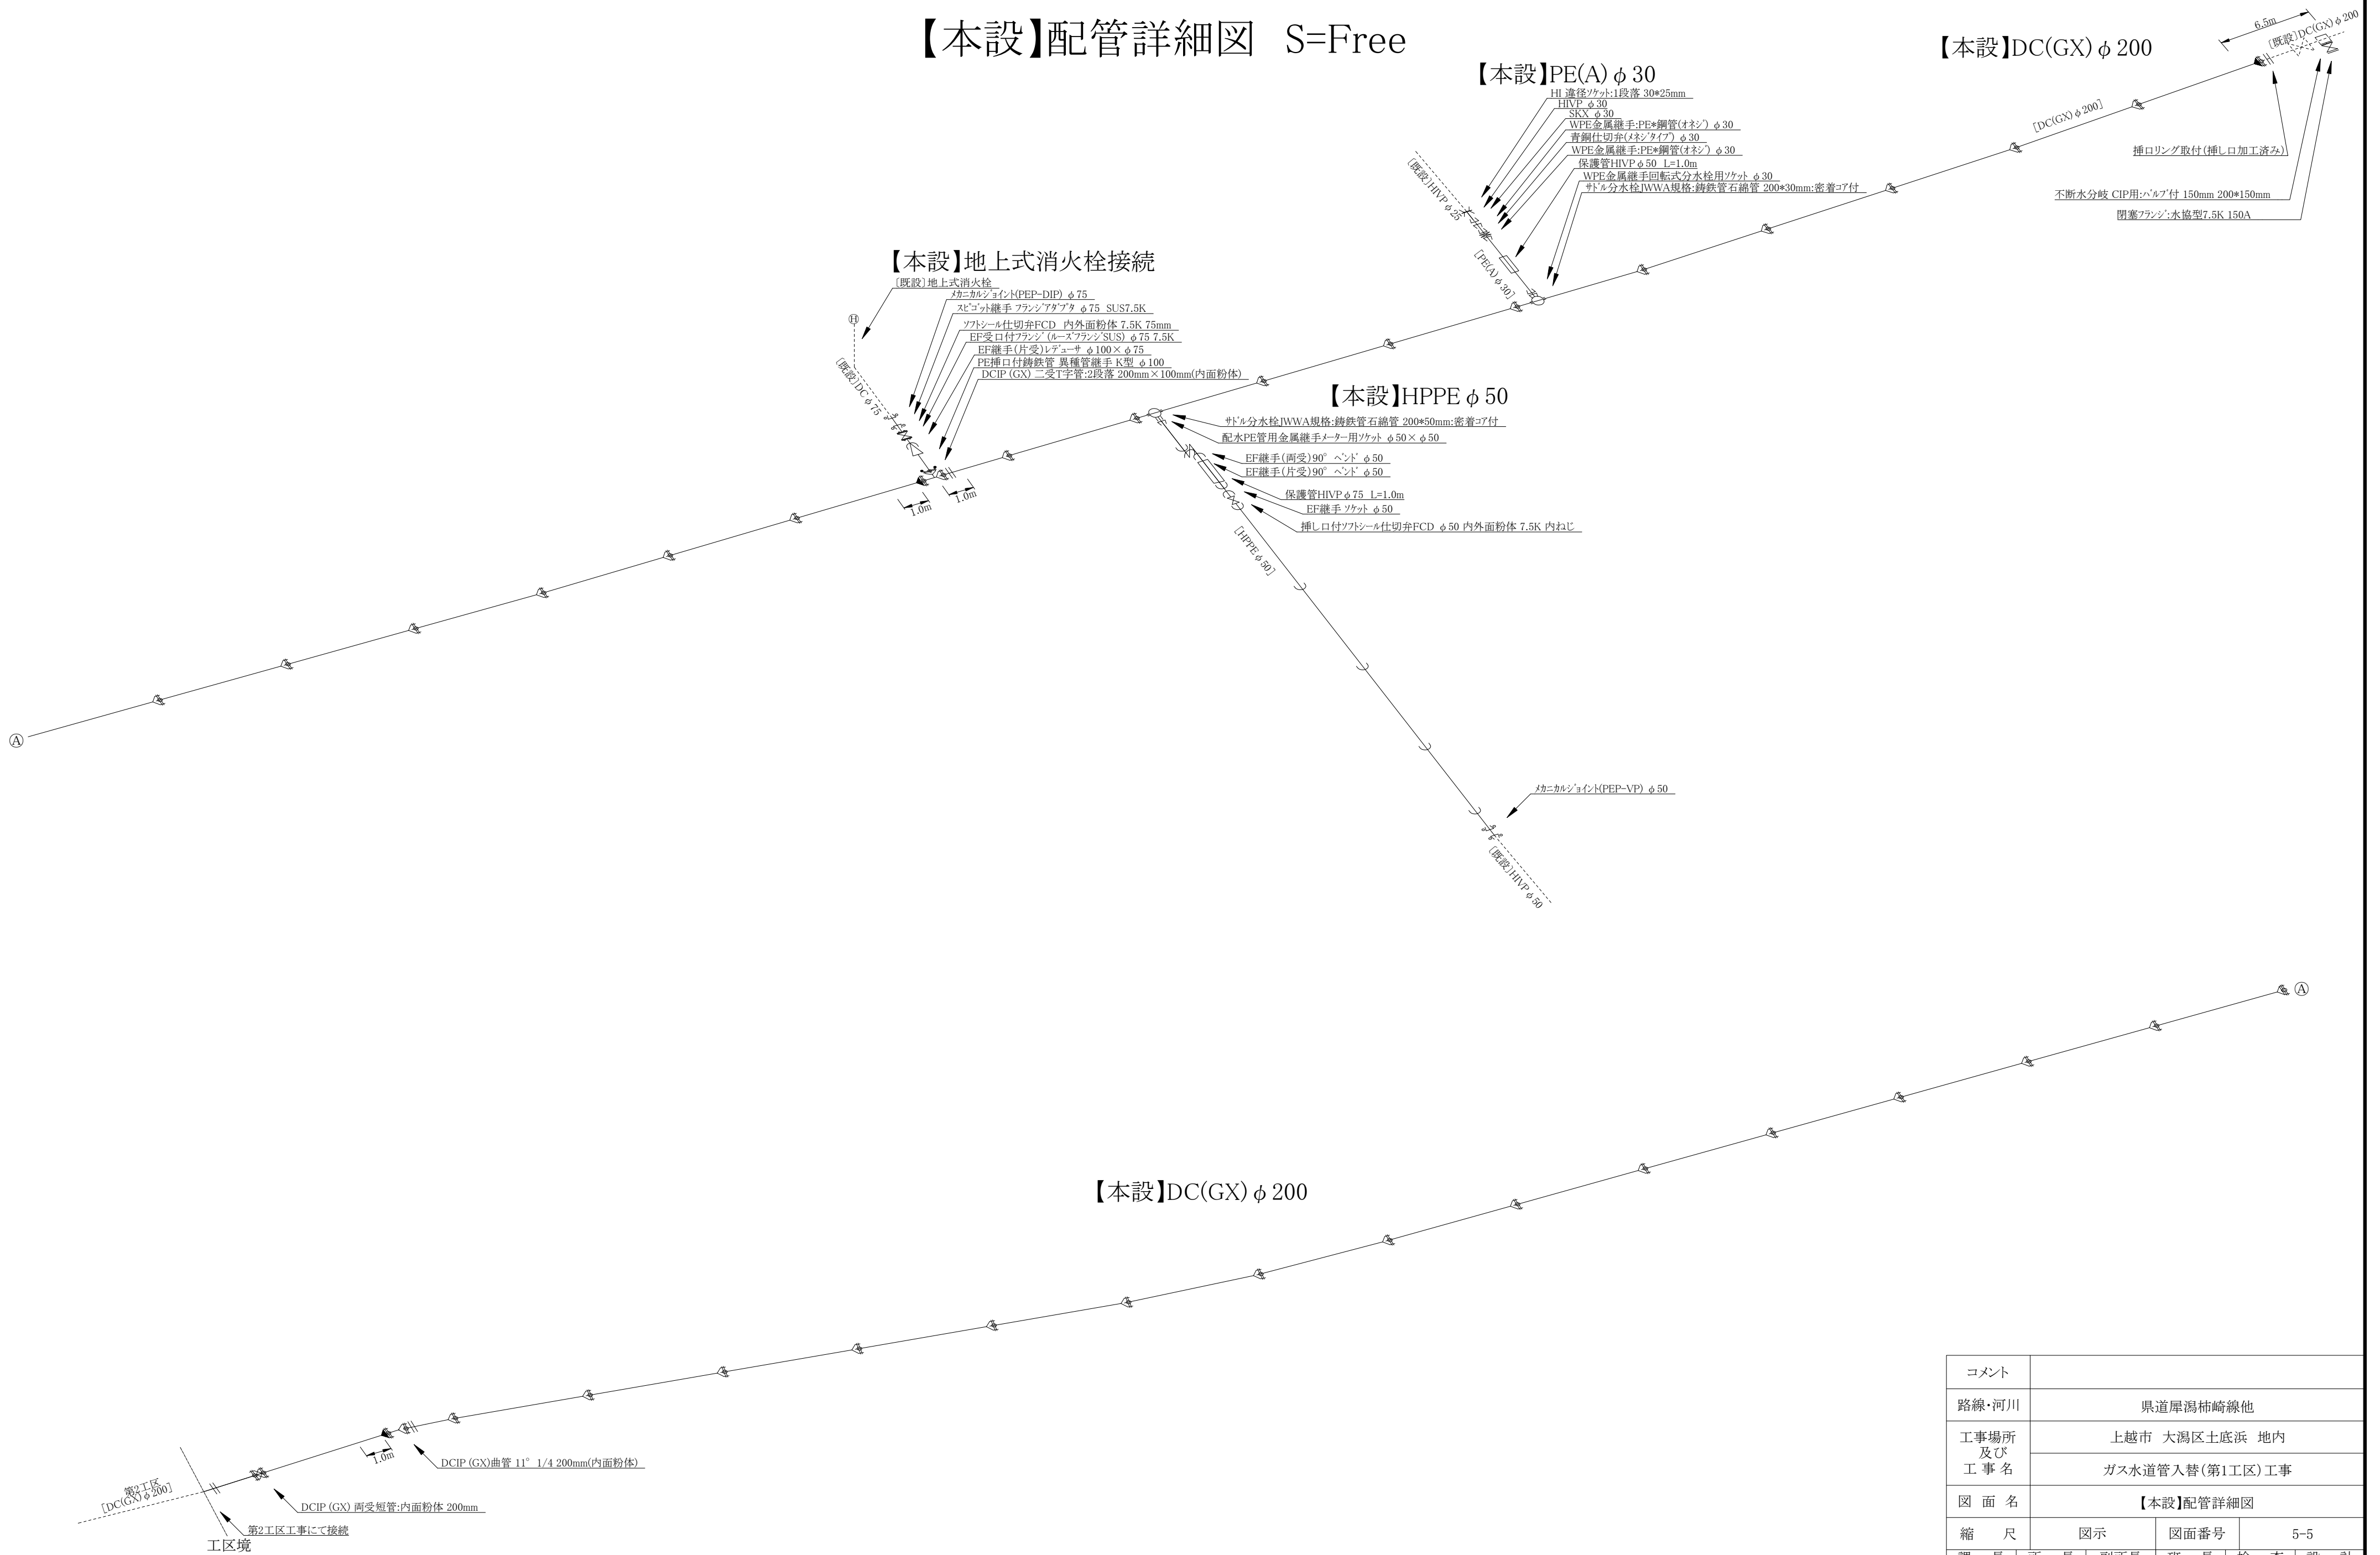 【本設】配管詳細図 S=Free
【本設】DC(GX)φ200
6.5m
[既設]DC(GX)φ200
[DC(GX)φ200]
挿口リング取付(挿し口加工済み)
不断水分岐 CIP用:バルブ付 150mm 200*150mm
閉塞フランジ:水協型7.5K 150A
【本設】PE(A)φ30
HI 違径ソケット:1段落 30*25mm
HIVP φ30
SKX φ30
WPE金属継手:PE*鋼管(オネジ) φ30
青銅仕切弁(メネジタイプ) φ30
WPE金属継手:PE*鋼管(オネジ) φ30
保護管HIVPφ50 L=1.0m
WPE金属継手回転式分水栓用ソケット φ30
サドル分水栓JWWA規格:鋳鉄管石綿管 200*30mm:密着コア付
[既設]HIVPφ25
[PE(A)φ30]
【本設】地上式消火栓接続
[既設]地上式消火栓
メカニカルジョイント(PEP-DIP) φ75
スピゴット継手 フランジアダプタ φ75 SUS7.5K
ソフトシール仕切弁FCD 内外面粉体 7.5K 75mm
EF受口付フランジ(ルーズフランジSUS) φ75 7.5K
EF継手(片受)レデューサ φ100×φ75
PE挿口付鋳鉄管 異種管継手 K型 φ100
DCIP (GX) 二受T字管:2段落 200mm×100mm(内面粉体)
H
[既設]DCφ75
1.0m
1.0m
【本設】HPPEφ50
サドル分水栓JWWA規格:鋳鉄管石綿管 200*50mm:密着コア付
配水PE管用金属継手メーター用ソケット φ50×φ50
EF継手(両受)90° ベンド φ50
EF継手(片受)90° ベンド φ50
保護管HIVPφ75 L=1.0m
EF継手 ソケット φ50
挿し口付ソフトシール仕切弁FCD φ50 内外面粉体 7.5K 内ねじ
[HPPEφ50]
メカニカルジョイント(PEP-VP) φ50
[既設]HIVPφ50
A
A
【本設】DC(GX)φ200
1.0m
DCIP (GX)曲管 11° 1/4 200mm(内面粉体)
DCIP (GX) 両受短管:内面粉体 200mm
第2工区
[DC(GX)φ200]
第2工区工事にて接続
工区境
コメント
路線・河川 県道犀潟柿崎線他
工事場所
及び
工事名
上越市 大潟区土底浜 地内
ガス水道管入替(第1工区)工事
図面名 【本設】配管詳細図
縮尺 図示 図面番号 5-5